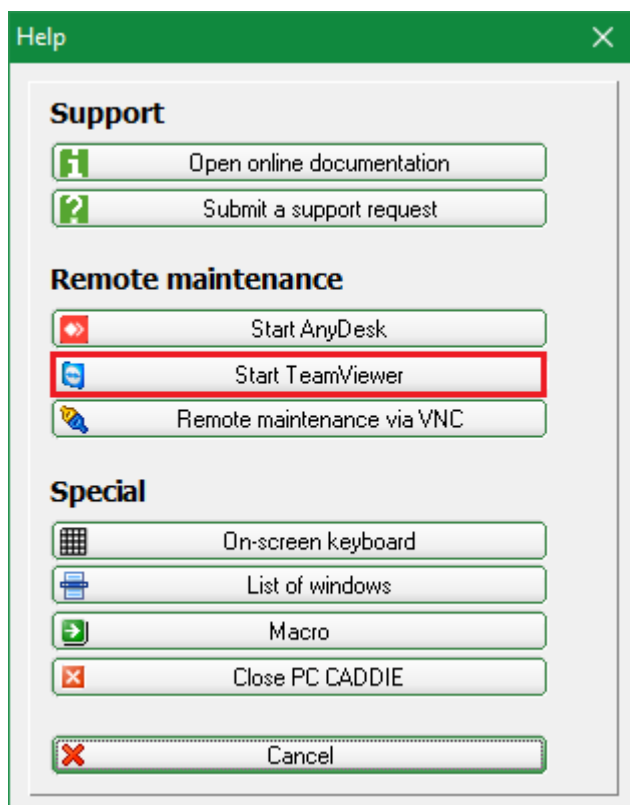 Help
Support
Open online documentation
Submit a support request
Remote maintenance
Start AnyDesk
Start TeamViewer
Remote maintenance via VNC
Special
On-screen keyboard
List of windows
Macro
Close PC CADDIE
Cancel